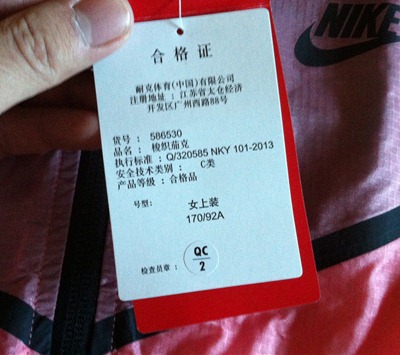 NIKE
合格证
耐克体育(中国)有限公司
注册地址：江苏省太仓经济
开发区广州西路88号
货号： 586530
品名： 梭织茄克
执行标准：Q/320585 NKY 101-2013
安全技术类别： C类
产品等级：合格品
号型： 女上装
170/92A
检查员章： QC
2